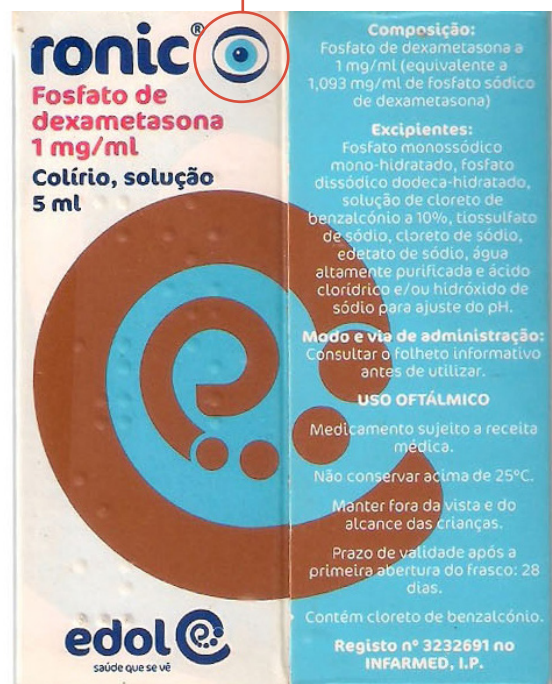 ronic®
Fosfato de
dexametasona
1 mg/ml
Colírio, solução
5 ml
edol
saúde que se vê
Composição:
Fosfato de dexametasona a
1 mg/ml (equivalente a
1,093 mg/ml de fosfato sódico
de dexametasona)
Excipientes:
Fosfato monossódico
mono-hidratado, fosfato
dissódico dodeca-hidratado,
solução de cloreto de
benzalcónio a 10%, tiossulfato
de sódio, cloreto de sódio,
edetato de sódio, água
altamente purificada e ácido
clorídrico e/ou hidróxido de
sódio para ajuste do pH.
Modo e via de administração:
Consultar o folheto informativo
antes de utilizar.
USO OFTÁLMICO
Medicamento sujeito a receita
médica.
Não conservar acima de 25ºC.
Manter fora da vista e do
alcance das crianças.
Prazo de validade após a
primeira abertura do frasco: 28
dias.
Contém cloreto de benzalcónio.
Registo nº 3232691 no
INFARMED, I.P.